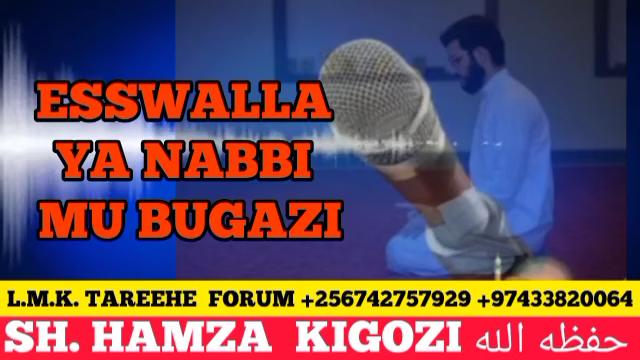 ESSWALLA
YA NABBI
MU BUGAZI
L.M.K. TAREEHE FORUM +256742757929 +97433820064
SH. HAMZA KIGOZI حفظه الله